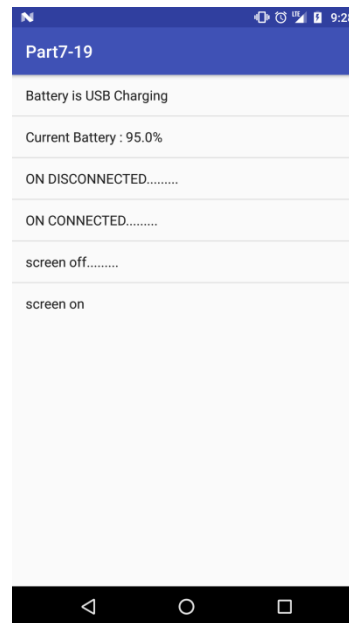 9:28
Part7-19
Battery is USB Charging
Current Battery : 95.0%
ON DISCONNECTED.........
ON CONNECTED.........
screen off.........
screen on